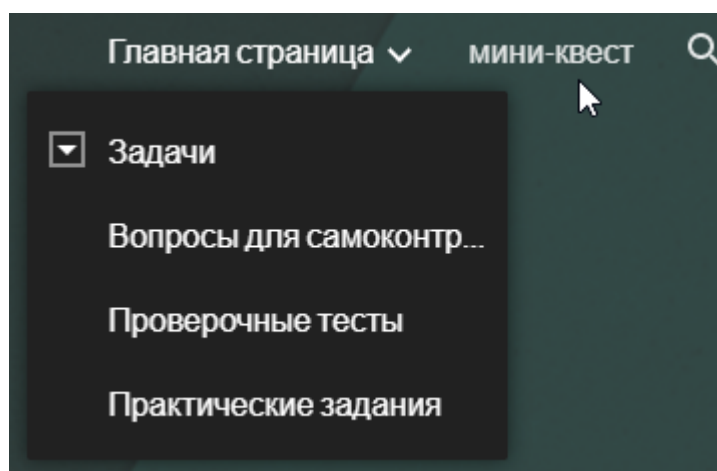 Главная страница мини-квест
Задачи
Вопросы для самоконтр...
Проверочные тесты
Практические задания